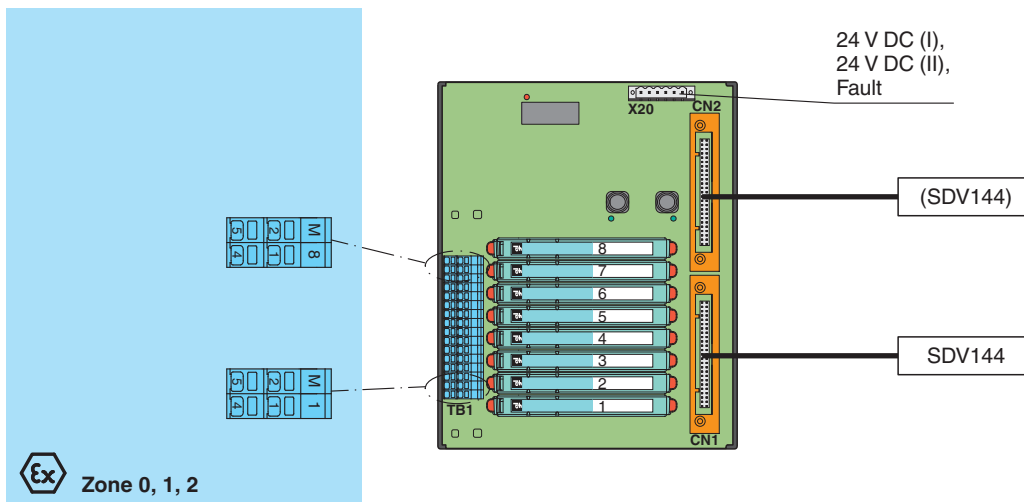 24 V DC (I),
24 V DC (II),
Fault
X20
CN2
(SDV144)
5 2 M
4 1 8
8
7
6
5
4
3
2
1
SDV144
5 2 M
4 1 1
TB1
CN1
Ex
Zone 0, 1, 2